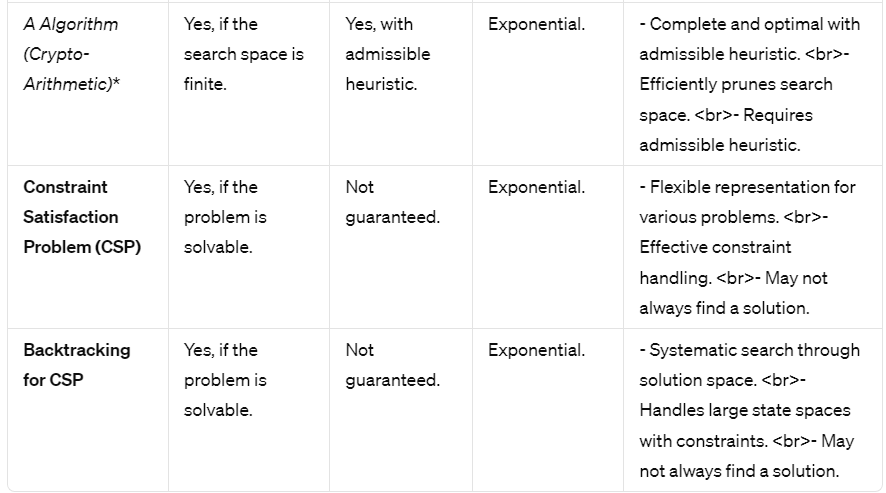 A Algorithm
(Crypto-
Arithmetic)*
Yes, if the
search space is
finite.
Yes, with
admissible
heuristic.
Exponential.
- Complete and optimal with
admissible heuristic. <br>-
Efficiently prunes search
space. <br>- Requires
admissible heuristic.
Constraint
Satisfaction
Problem (CSP)
Yes, if the
problem is
solvable.
Not
guaranteed.
Exponential.
- Flexible representation for
various problems. <br>-
Effective constraint
handling. <br>- May not
always find a solution.
Backtracking
for CSP
Yes, if the
problem is
solvable.
Not
guaranteed.
Exponential.
- Systematic search through
solution space. <br>-
Handles large state spaces
with constraints. <br>- May
not always find a solution.